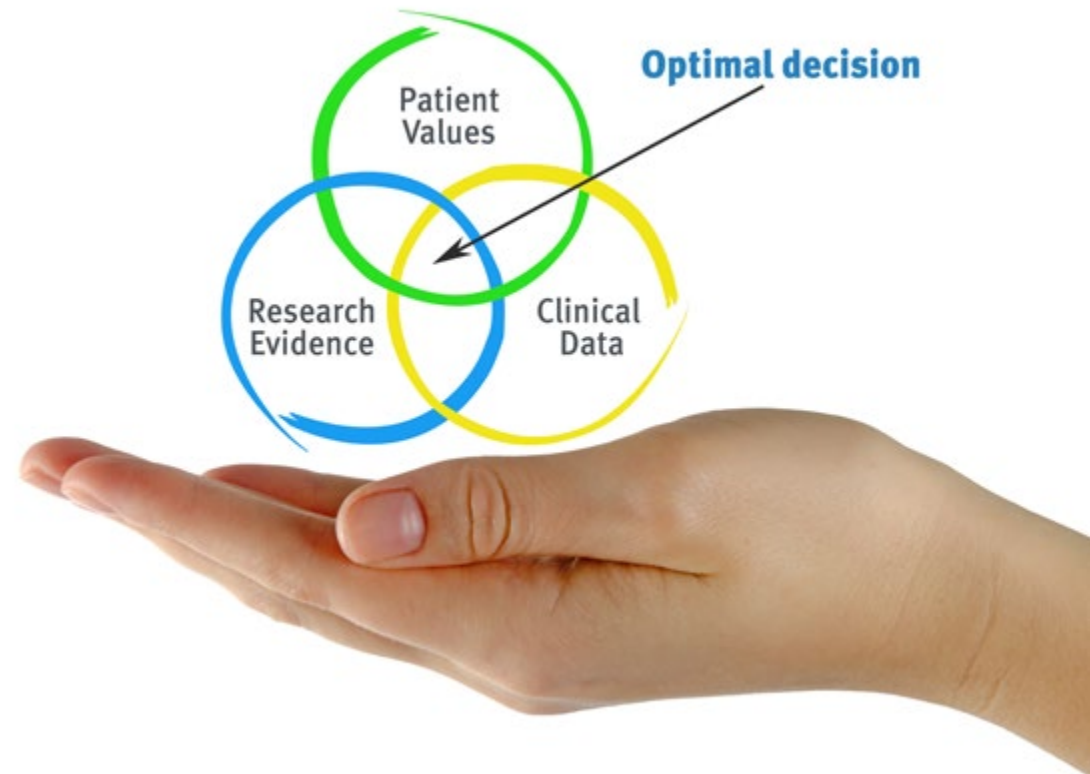 Optimal decision
Patient
Values
Research
Evidence
Clinical
Data